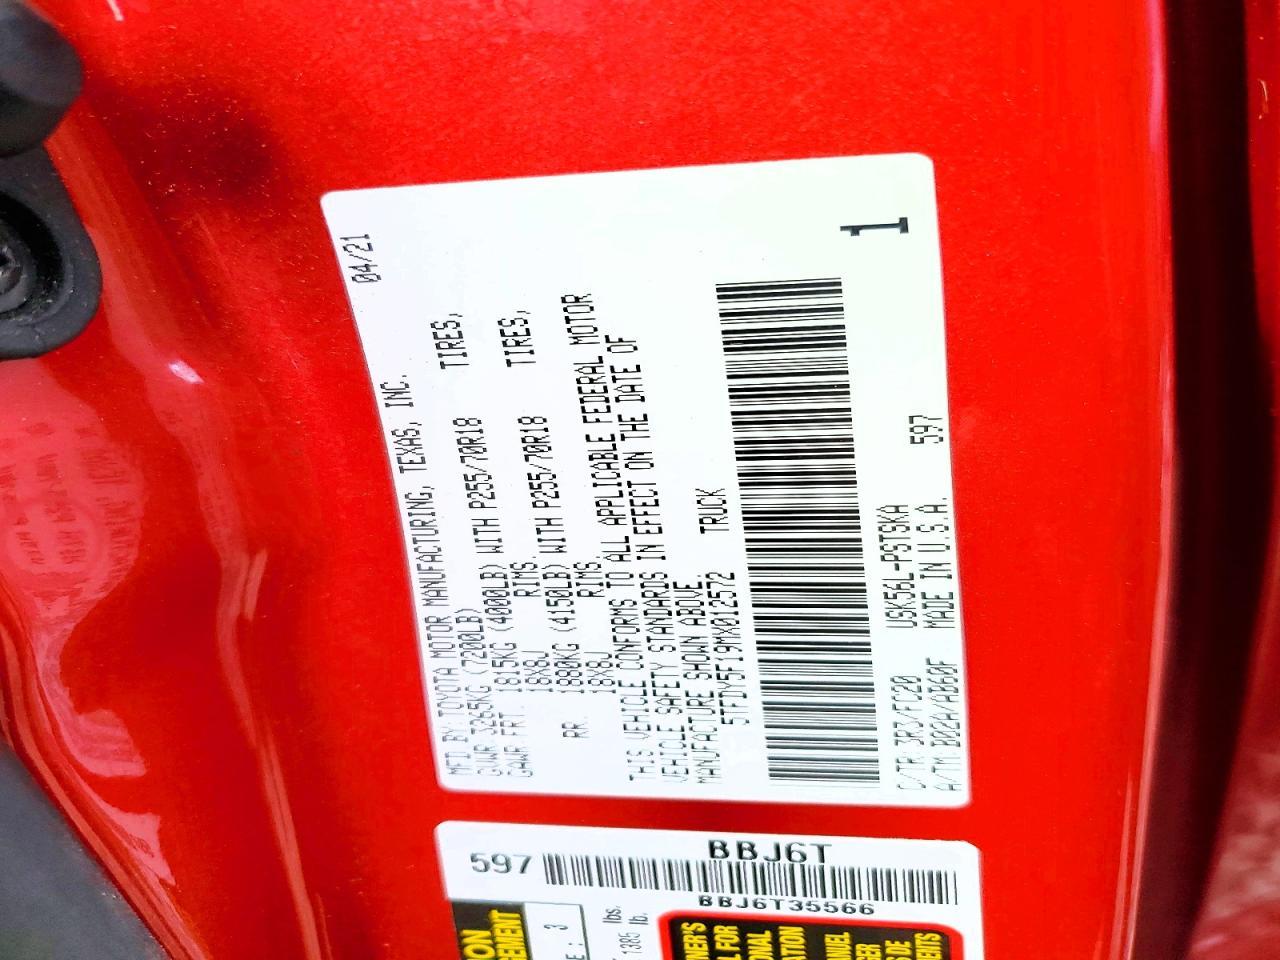 MFD BY: TOYOTA MOTOR MANUFACTURING, TEXAS, INC. 04/21
GVWR 3265KG (7200LB)
GAWR FRT. 1815KG (4000LB) WITH P255/70R18 TIRES,
18X8J RIMS.
RR. 1880KG (4150LB) WITH P255/70R18 TIRES,
18X8J RIMS.
THIS VEHICLE CONFORMS TO ALL APPLICABLE FEDERAL MOTOR
VEHICLE SAFETY STANDARDS IN EFFECT ON THE DATE OF
MANUFACTURE SHOWN ABOVE.
5TFDY5F19MX012572 TRUCK
1
C/TR: 3R3/FC20 USK56L-PSTSKA
A/TM: B02A/AB60F MADE IN U.S.A. 597
597
BBJ6T
BBJ6T35566
3
lbs.
1385 lb.